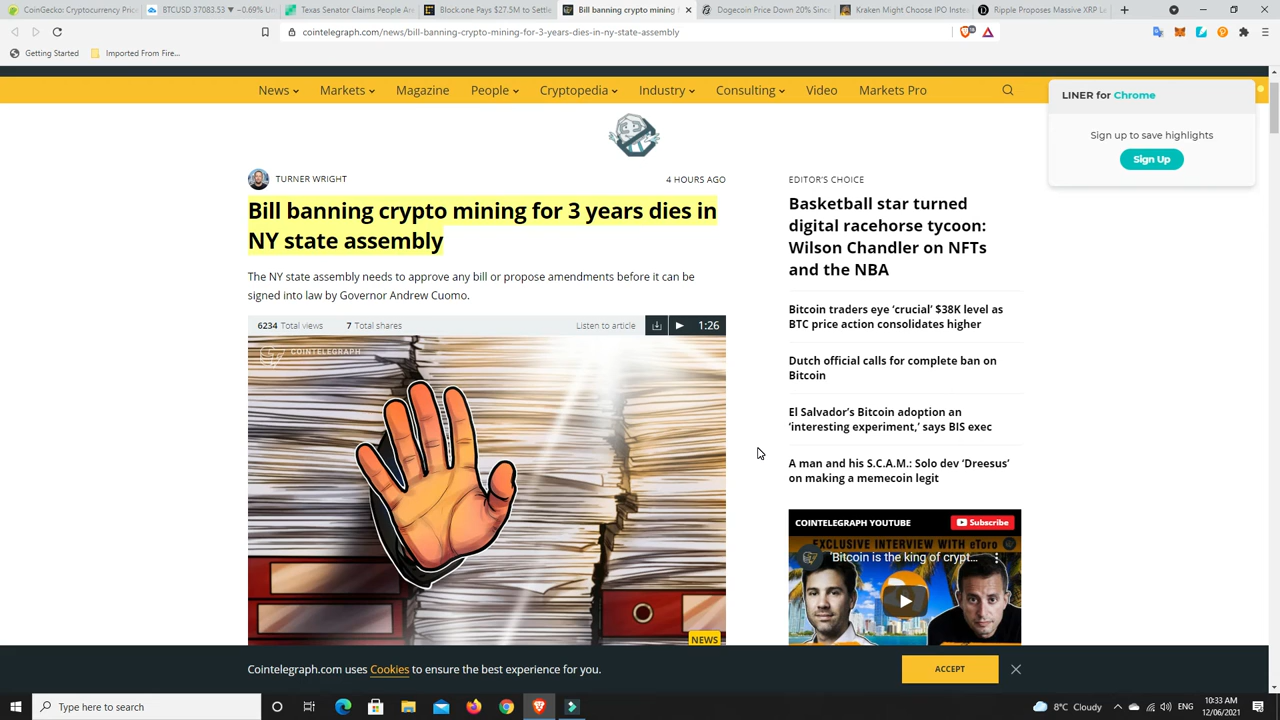 CoinGecko: Cryptocurrency Pric
BTCUSD 37083.53 ▼ −0.69% Un
Texas Senator Claims People Are
Block.one Pays $27.5M to Settle
Bill banning crypto mining f
Dogecoin Price Down 20% Sinc
Kraken Might Choose IPO Instea
Ripple Proposes Massive XRP Le
cointelegraph.com/news/bill-banning-crypto-mining-for-3-years-dies-in-ny-state-assembly
Getting Started
Imported From Fire...
News
Markets
Magazine
People
Cryptopedia
Industry
Consulting
Video
Markets Pro
LINER for Chrome
Sign up to save highlights
Sign Up
TURNER WRIGHT
4 HOURS AGO
Bill banning crypto mining for 3 years dies in
NY state assembly
The NY state assembly needs to approve any bill or propose amendments before it can be
signed into law by Governor Andrew Cuomo.
6234 Total views
7 Total shares
Listen to article
1:26
COINTELEGRAPH
NEWS
EDITOR'S CHOICE
Basketball star turned
digital racehorse tycoon:
Wilson Chandler on NFTs
and the NBA
Bitcoin traders eye ‘crucial’ $38K level as
BTC price action consolidates higher
Dutch official calls for complete ban on
Bitcoin
El Salvador’s Bitcoin adoption an
‘interesting experiment,’ says BIS exec
A man and his S.C.A.M.: Solo dev ‘Dreesus’
on making a memecoin legit
COINTELEGRAPH YOUTUBE
Subscribe
EXCLUSIVE INTERVIEW WITH eToro
'Bitcoin is the king of crypt...
Cointelegraph.com uses Cookies to ensure the best experience for you.
ACCEPT
Type here to search
8°C Cloudy
ENG
10:33 AM
12/06/2021